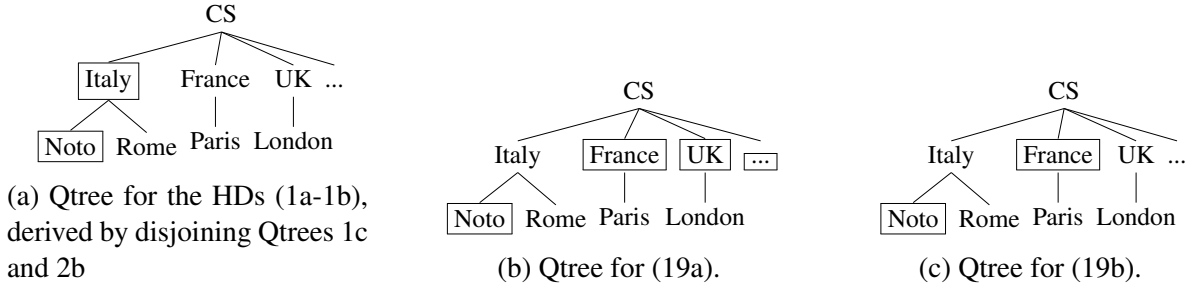 CS
Italy France UK ...
Noto Rome Paris London
(a) Qtree for the HDs (1a-1b),
derived by disjoining Qtrees 1c
and 2b
CS
Italy France UK ...
Noto Rome Paris London
(b) Qtree for (19a).
CS
Italy France UK ...
Noto Rome Paris London
(c) Qtree for (19b).